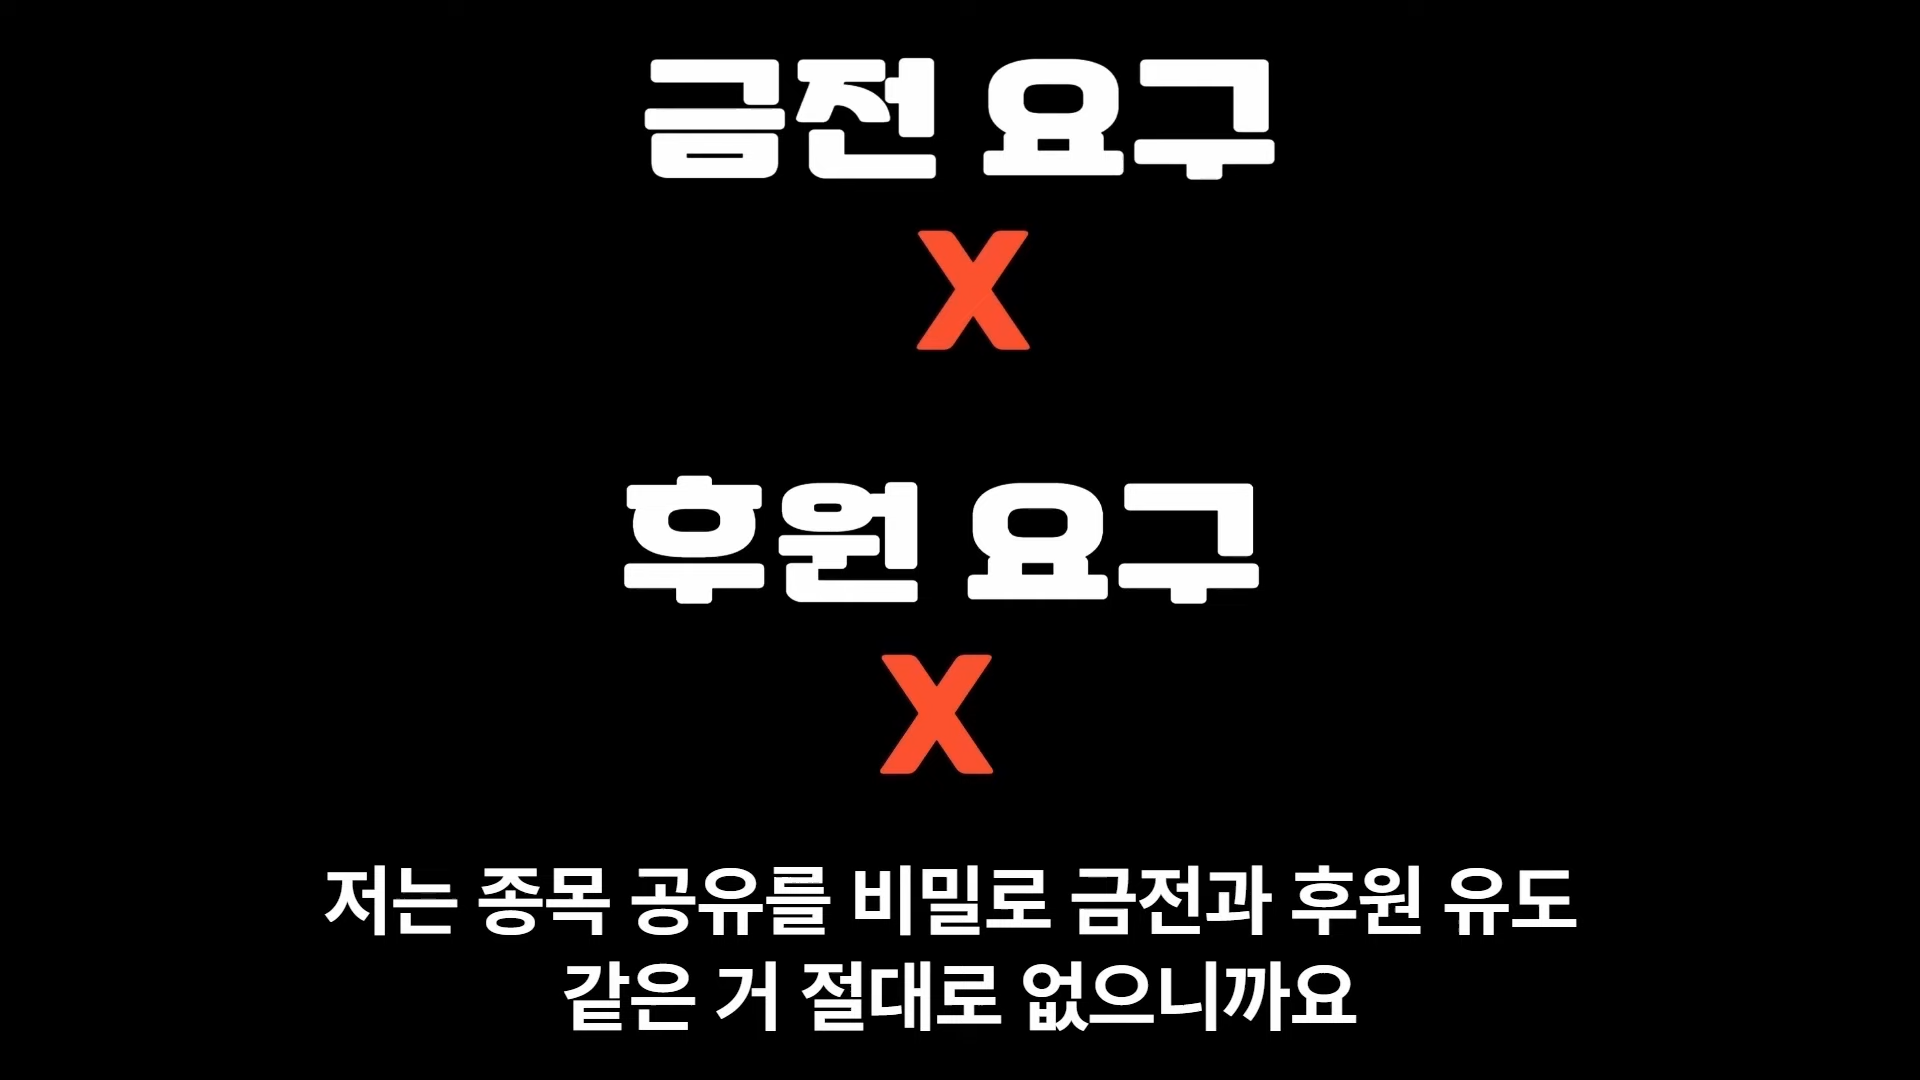 금전 요구
X
후원 요구
X
저는 종목 공유를 비밀로 금전과 후원 유도
같은 거 절대로 없으니까요